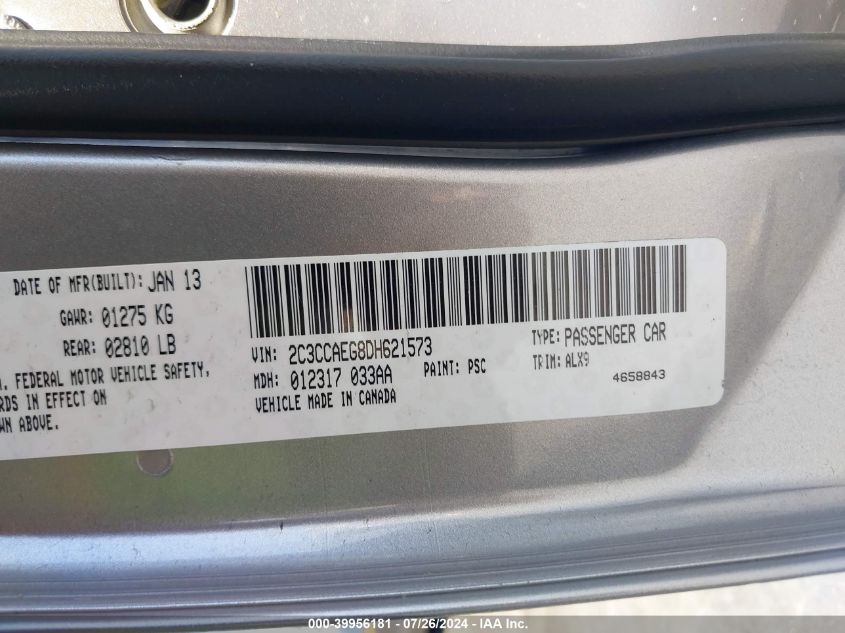 DATE OF MFR(BUILT): JAN 13
GAWR: 01275 KG
REAR: 02810 LB
FEDERAL MOTOR VEHICLE SAFETY,
IN EFFECT ON
ABOVE.
VIN: 2C3CCAEG8DH621573
TYPE: PASSENGER CAR
MDH: 012317 033AA
PAINT: PSC
TRIM: ALX9
VEHICLE MADE IN CANADA
4658843
000-39956181 - 07/26/2024 - IAA Inc.